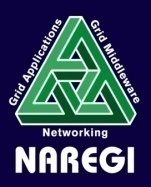 Grid Applications
Grid Middleware
Networking
NAREGI